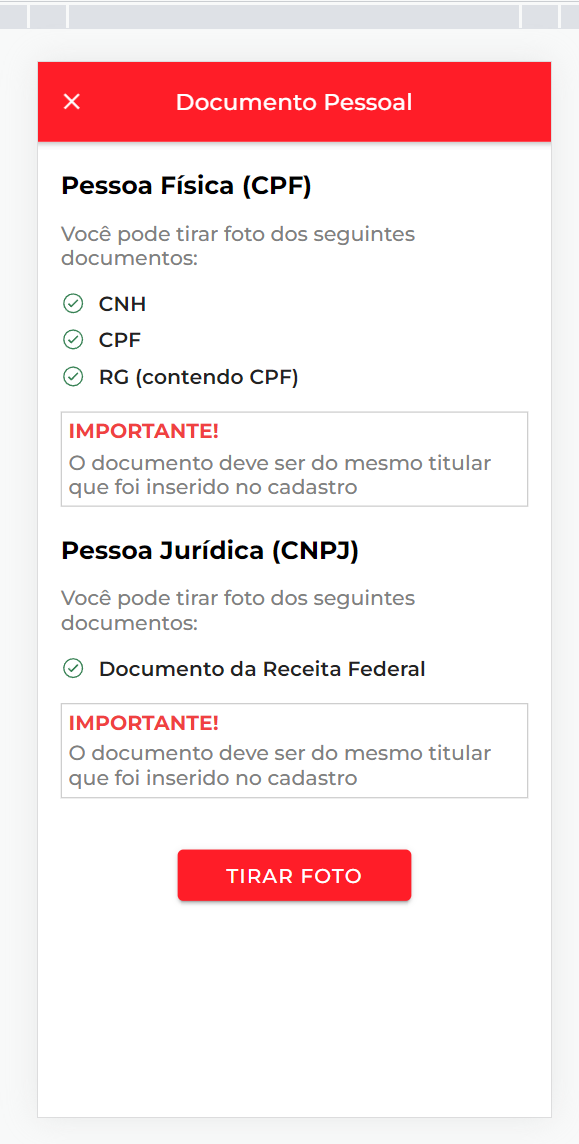 Documento Pessoal
Pessoa Física (CPF)
Você pode tirar foto dos seguintes
documentos:
CNH
CPF
RG (contendo CPF)
IMPORTANTE!
O documento deve ser do mesmo titular
que foi inserido no cadastro
Pessoa Jurídica (CNPJ)
Você pode tirar foto dos seguintes
documentos:
Documento da Receita Federal
IMPORTANTE!
O documento deve ser do mesmo titular
que foi inserido no cadastro
TIRAR FOTO